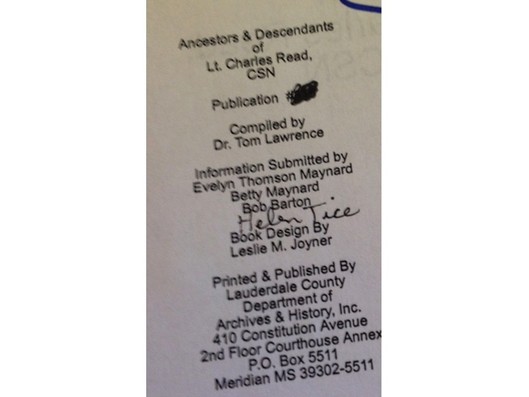 Ancestors & Descendants
of
Lt. Charles Read,
CSN
Publication #
Compiled by
Dr. Tom Lawrence
Information Submitted by
Evelyn Thomson Maynard
Betty Maynard
Bob Barton
Helen Tice
Book Design By
Leslie M. Joyner
Printed & Published By
Lauderdale County
Department of
Archives & History, Inc.
410 Constitution Avenue
2nd Floor Courthouse Annex
P.O. Box 5511
Meridian MS 39302-5511